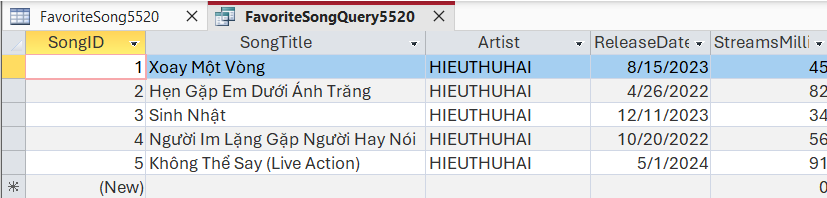 FavoriteSong5520 FavoriteSongQuery5520
SongID SongTitle Artist ReleaseDate StreamsMilli
1 Xoay Một Vòng HIEUTHUHAI 8/15/2023 45
2 Hẹn Gặp Em Dưới Ánh Trăng HIEUTHUHAI 4/26/2022 82
3 Sinh Nhật HIEUTHUHAI 12/11/2023 34
4 Người Im Lặng Gặp Người Hay Nói HIEUTHUHAI 10/20/2022 56
5 Không Thể Say (Live Action) HIEUTHUHAI 5/1/2024 91
(New) 0